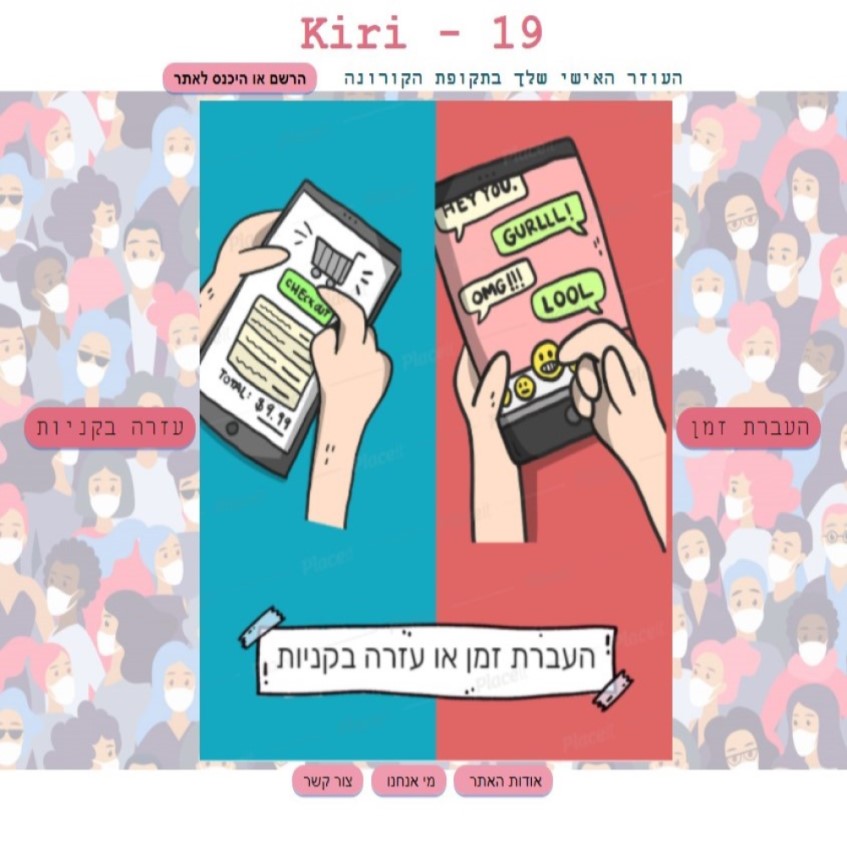 Kiri - 19
העוזר האישי שלך בתקופת הקורונה
הרשם או היכנס לאתר
HEY YOU.
GURLLL!
OMG!!!
LOOL
CHECKOUT
TOTAL: $9.99
העברת זמן
עזרה בקניות
העברת זמן או עזרה בקניות
אודות האתר
מי אנחנו
צור קשר
Placeit